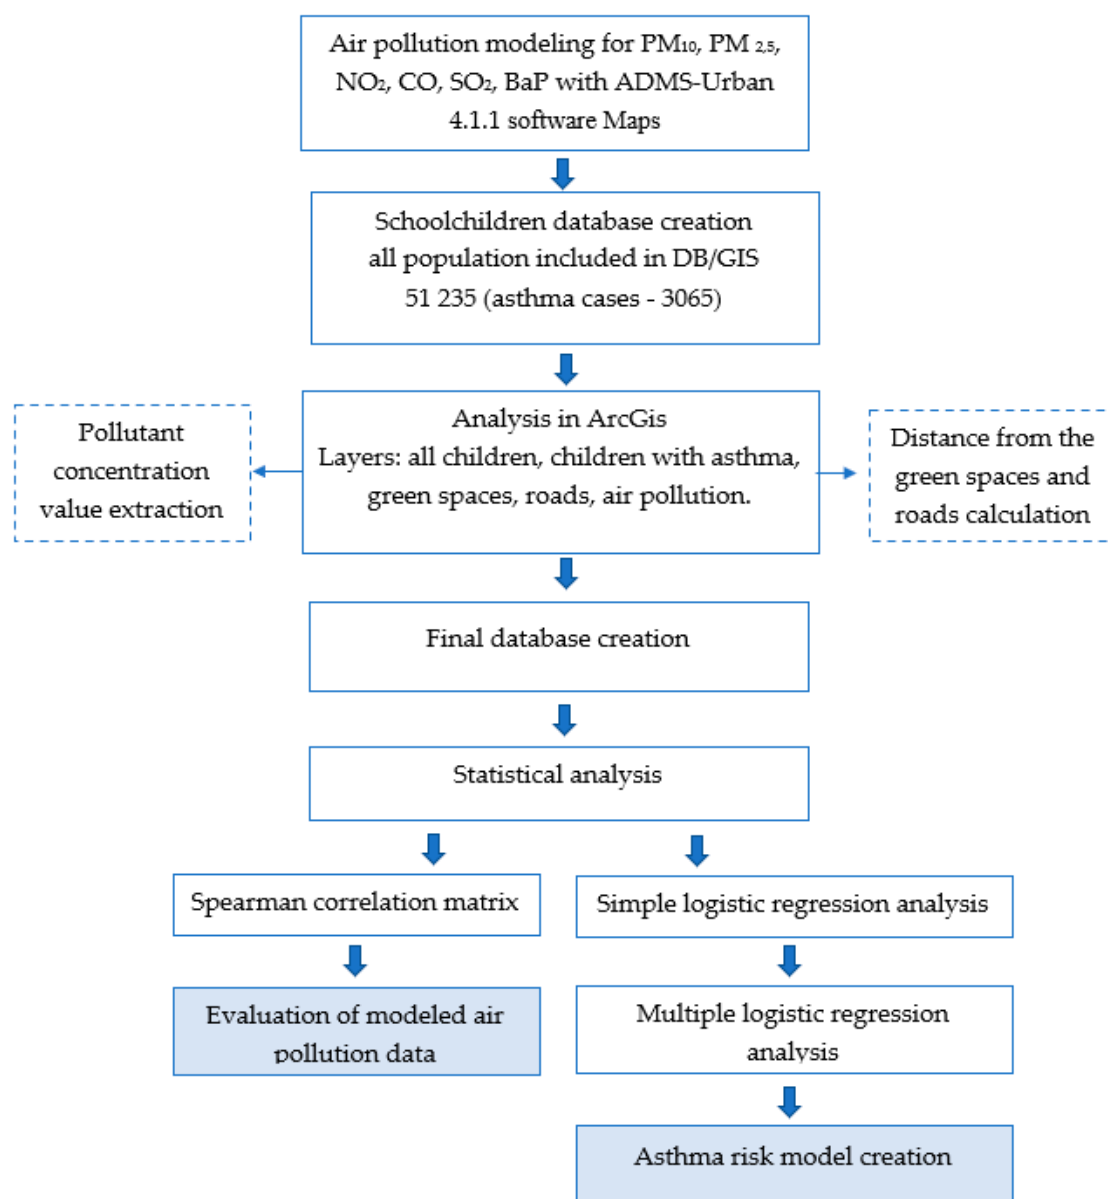 Air pollution modeling for PM₁₀, PM ₂,₅,
NO₂, CO, SO₂, BaP with ADMS-Urban
4.1.1 software Maps
Schoolchildren database creation
all population included in DB/GIS
51 235 (asthma cases - 3065)
Analysis in ArcGis
Layers: all children, children with asthma,
green spaces, roads, air pollution.
Pollutant
concentration
value extraction
Distance from the
green spaces and
roads calculation
Final database creation
Statistical analysis
Spearman correlation matrix
Simple logistic regression analysis
Evaluation of modeled air
pollution data
Multiple logistic regression
analysis
Asthma risk model creation